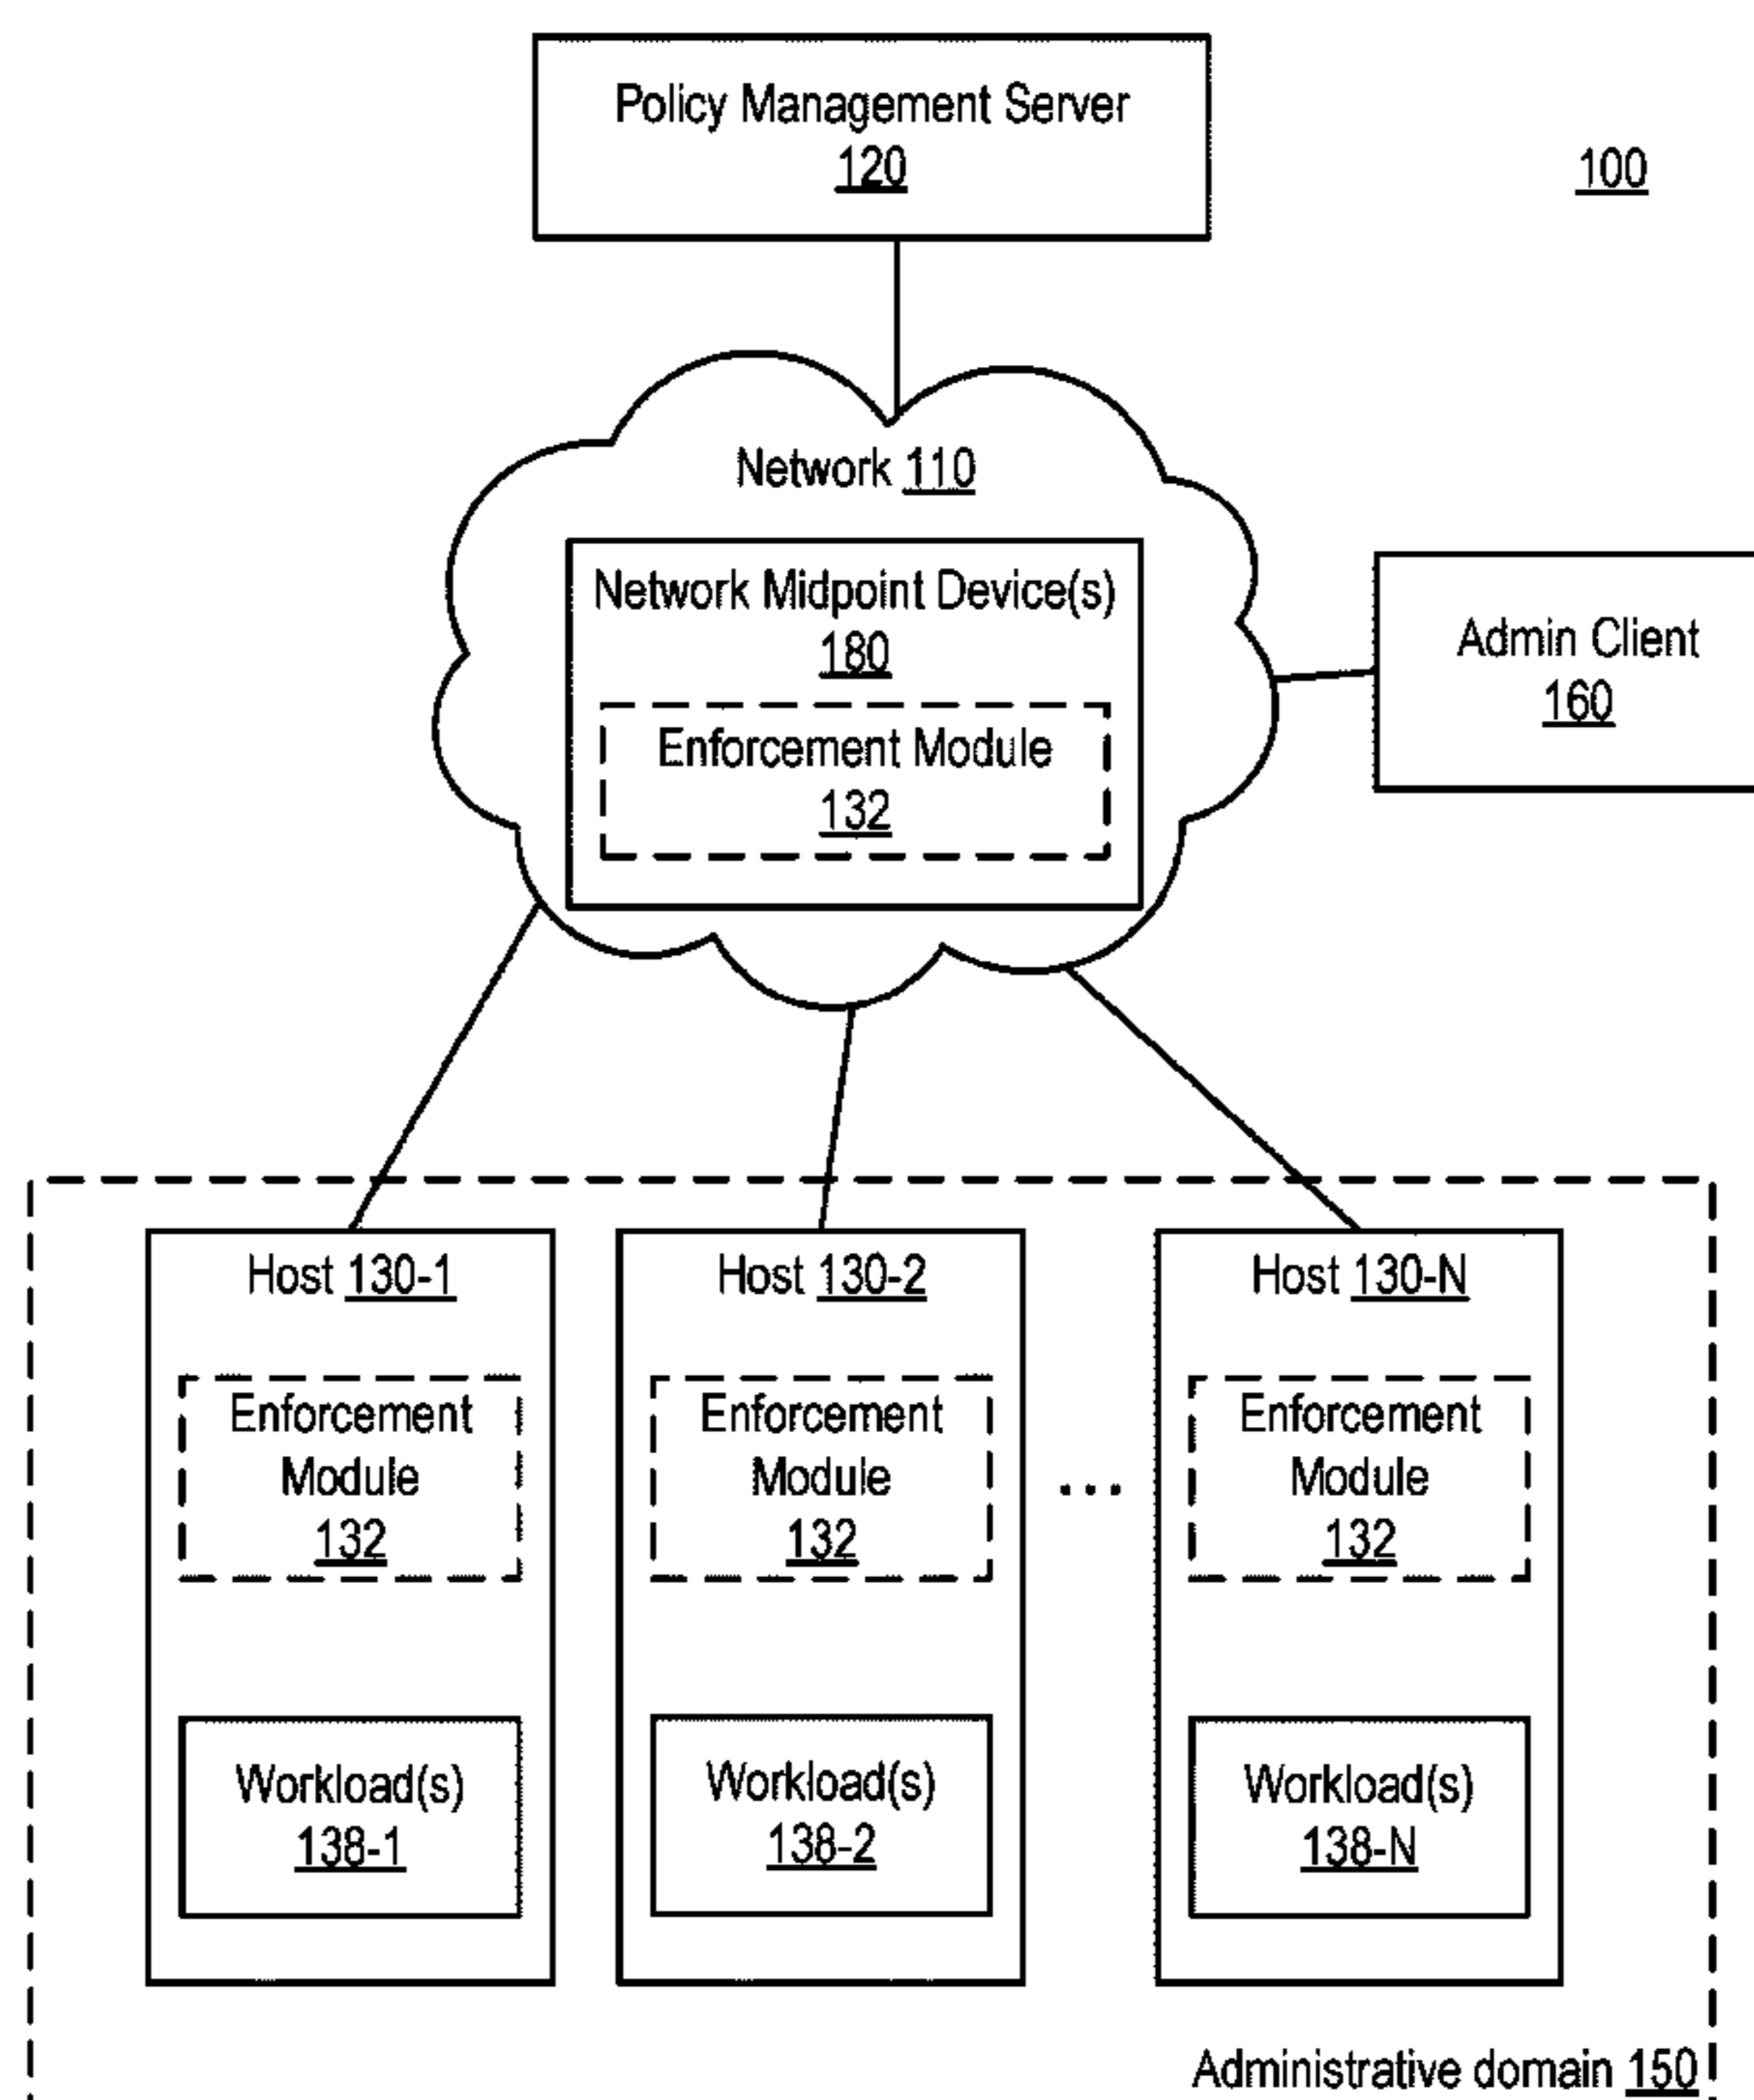 Policy Management Server
120
100
Network 110
Network Midpoint Device(s)
180
Enforcement Module
132
Admin Client
160
Host 130-1
Enforcement
Module
132
Workload(s)
138-1
Host 130-2
Enforcement
Module
132
Workload(s)
138-2
...
Host 130-N
Enforcement
Module
132
Workload(s)
138-N
Administrative domain 150